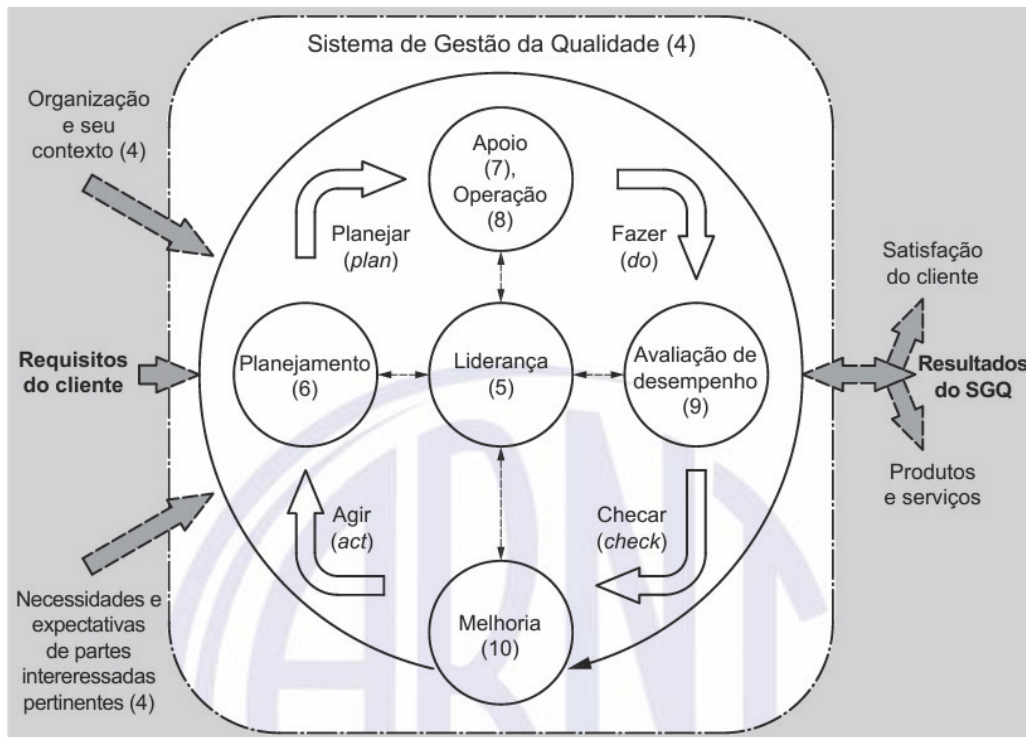 Sistema de Gestão da Qualidade (4)
Organização
e seu
contexto (4)
Apoio
(7),
Operação
(8)
Planejar
(plan)
Fazer
(do)
Satisfação
do cliente
Requisitos
do cliente
Planejamento
(6)
Liderança
(5)
Avaliação de
desempenho
(9)
Resultados
do SGQ
Produtos
e serviços
Agir
(act)
Checar
(check)
Necessidades e
expectativas
de partes
intereressadas
pertinentes (4)
Melhoria
(10)
ABNT